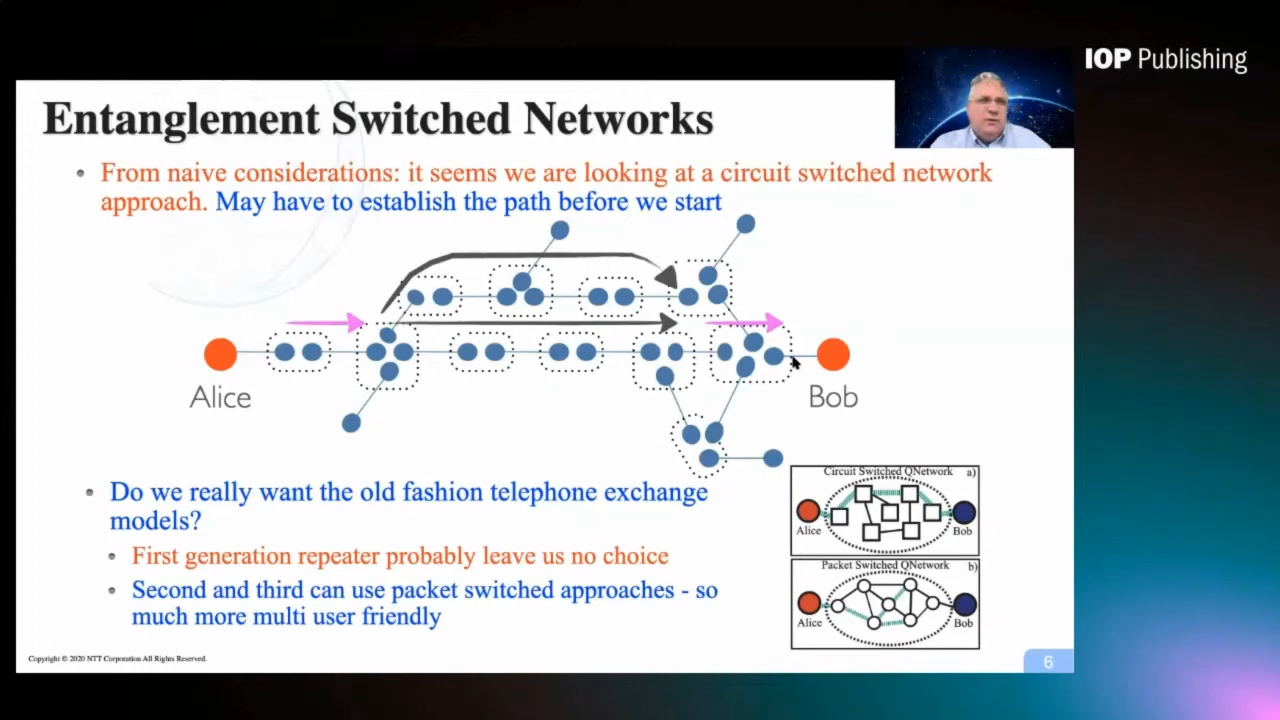 IOP Publishing
Entanglement Switched Networks
• From naive considerations: it seems we are looking at a circuit switched network
approach. May have to establish the path before we start
Alice
Bob
• Do we really want the old fashion telephone exchange
models?
• First generation repeater probably leave us no choice
• Second and third can use packet switched approaches - so
much more multi user friendly
Circuit Switched QNetwork a)
Alice
Bob
Packet Switched QNetwork b)
Alice
Bob
Copyright © 2020 NTT Corporation All Rights Reserved.
6